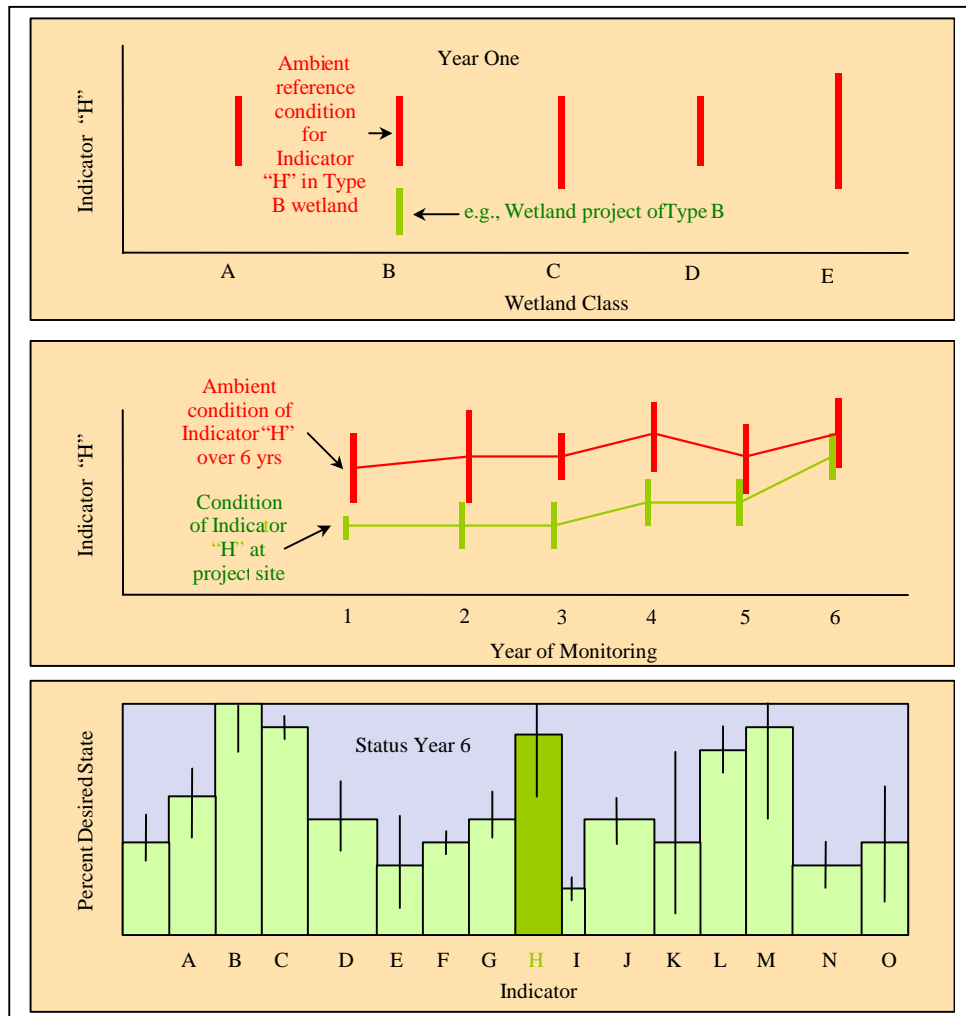 Year One
Ambient
reference
condition
for
Indicator
“H” in Type
B wetland
e.g., Wetland project of Type B
Indicator “H”
A B C D E
Wetland Class
Ambient
condition of
Indicator “H”
over 6 yrs
Condition
of Indicator
“H” at
project site
Indicator “H”
1 2 3 4 5 6
Year of Monitoring
Status Year 6
Percent Desired State
A B C D E F G H I J K L M N O
Indicator